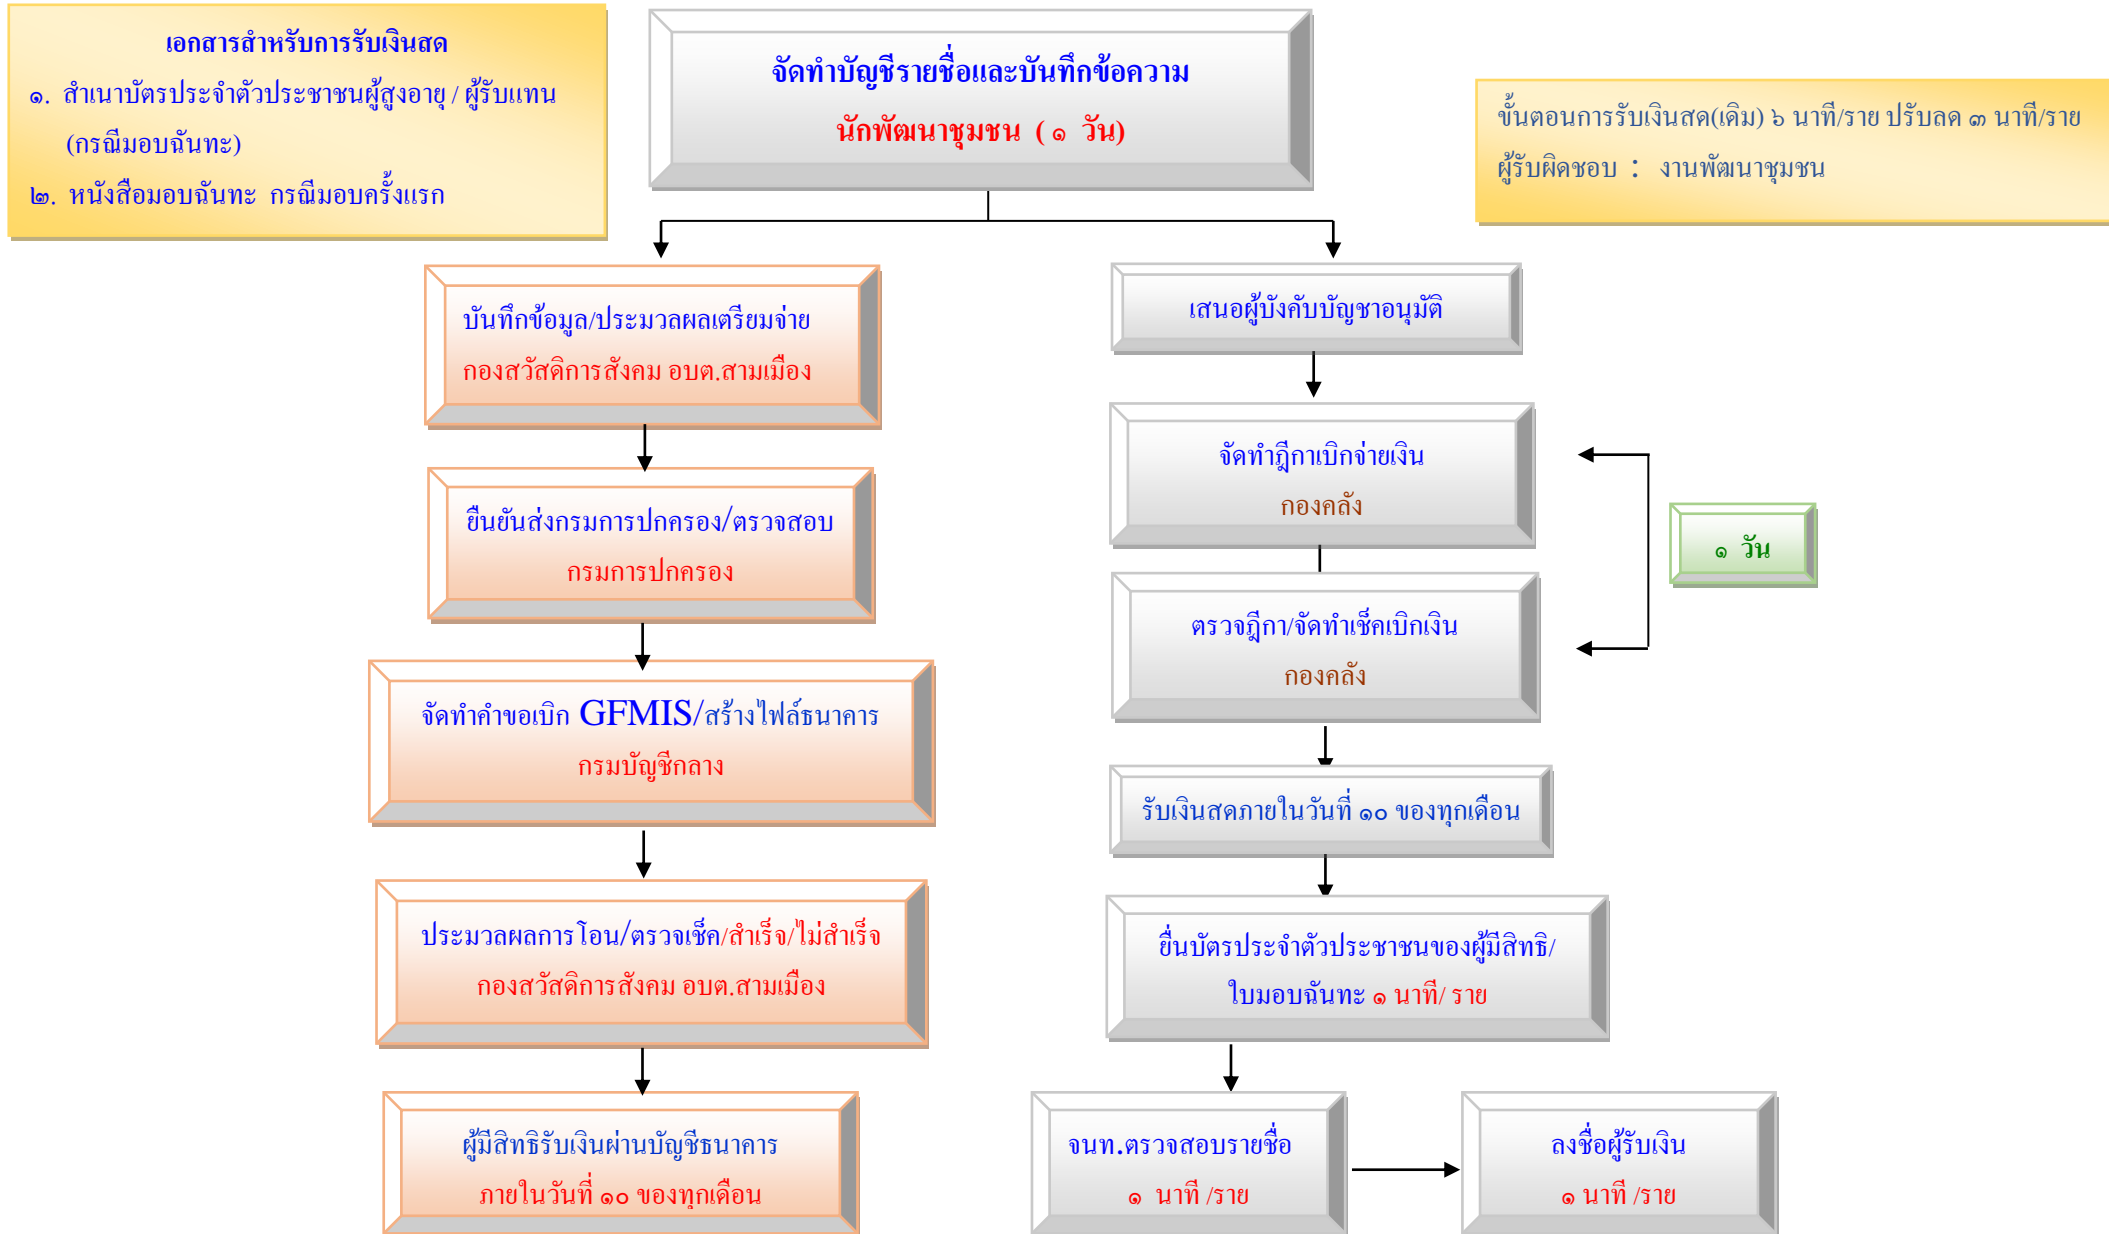 เอกสารสำหรับการรับเงินสด
๑. สำเนาบัตรประจำตัวประชาชนผู้สูงอายุ / ผู้รับแทน
(กรณีมอบฉันทะ)
๒. หนังสือมอบฉันทะ กรณีมอบครั้งแรก
จัดทำบัญชีรายชื่อและบันทึกข้อความ
นักพัฒนาชุมชน ( ๑ วัน)
ขั้นตอนการรับเงินสด(เดิม) ๖ นาที/ราย ปรับลด ๓ นาที/ราย
ผู้รับผิดชอบ : งานพัฒนาชุมชน
บันทึกข้อมูล/ประมวลผลเตรียมจ่าย
กองสวัสดิการสังคม อบต.สามเมือง
ยืนยันส่งกรมการปกครอง/ตรวจสอบ
กรมการปกครอง
จัดทำคำขอเบิก GFMIS/สร้างไฟล์ธนาคาร
กรมบัญชีกลาง
ประมวลผลการโอน/ตรวจเช็ค/สำเร็จ/ไม่สำเร็จ
กองสวัสดิการสังคม อบต.สามเมือง
ผู้มีสิทธิรับเงินผ่านบัญชีธนาคาร
ภายในวันที่ ๑๐ ของทุกเดือน
เสนอผู้บังคับบัญชาอนุมัติ
จัดทำฎีกาเบิกจ่ายเงิน
กองคลัง
๑ วัน
ตรวจฎีกา/จัดทำเช็คเบิกเงิน
กองคลัง
รับเงินสดภายในวันที่ ๑๐ ของทุกเดือน
ยื่นบัตรประจำตัวประชาชนของผู้มีสิทธิ/
ใบมอบฉันทะ ๑ นาที/ ราย
จนท.ตรวจสอบรายชื่อ
๑ นาที /ราย
ลงชื่อผู้รับเงิน
๑ นาที /ราย